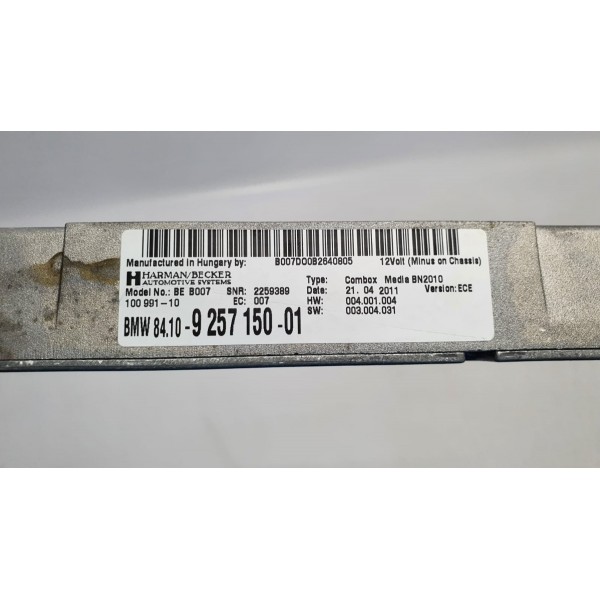 Manufactured in Hungary by: B007DO0B2640805 12Volt (Minus on Chassis)
HARMAN/BECKER
AUTOMOTIVE SYSTEMS
Type: Combox Media BN2010
Model No.: BE B007 SNR: 2259389 Date: 21. 04 2011 Version: ECE
100 991-10 EC: 007 HW: 004.001.004
SW: 003.004.031
BMW 84.10 - 9 257 150 -01